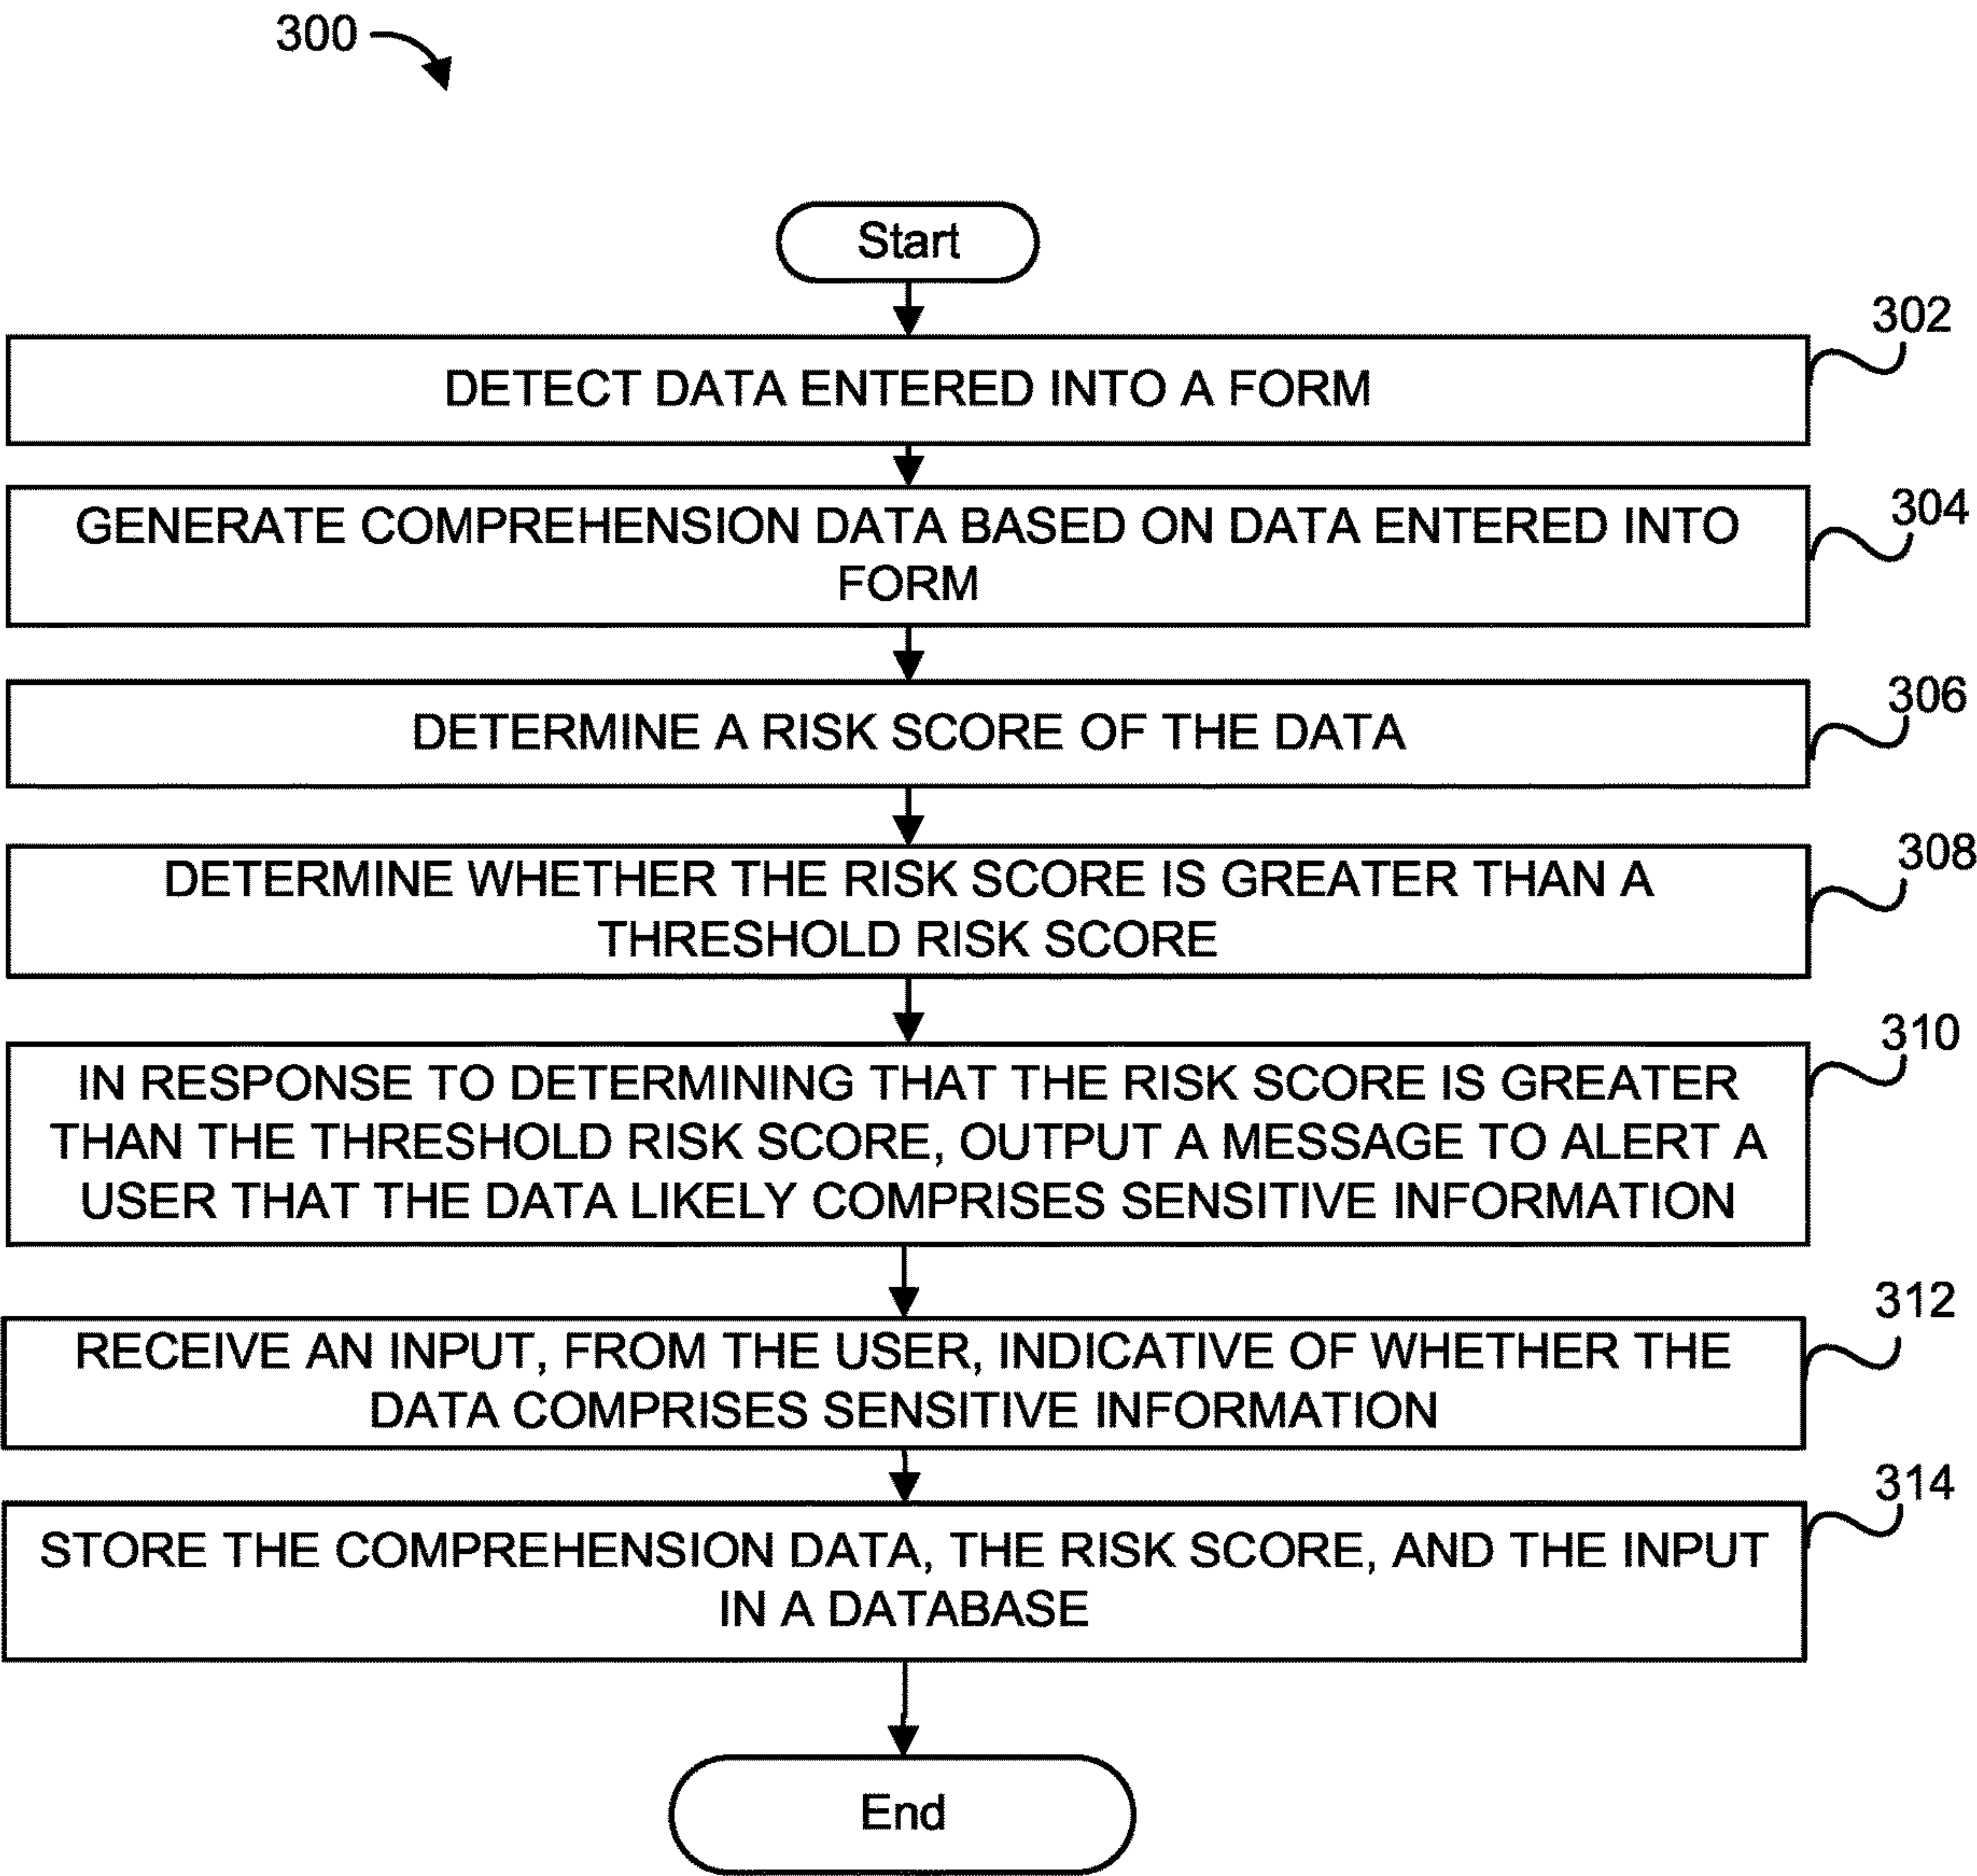 300
Start
302
DETECT DATA ENTERED INTO A FORM
304
GENERATE COMPREHENSION DATA BASED ON DATA ENTERED INTO
FORM
306
DETERMINE A RISK SCORE OF THE DATA
308
DETERMINE WHETHER THE RISK SCORE IS GREATER THAN A
THRESHOLD RISK SCORE
310
IN RESPONSE TO DETERMINING THAT THE RISK SCORE IS GREATER
THAN THE THRESHOLD RISK SCORE, OUTPUT A MESSAGE TO ALERT A
USER THAT THE DATA LIKELY COMPRISES SENSITIVE INFORMATION
312
RECEIVE AN INPUT, FROM THE USER, INDICATIVE OF WHETHER THE
DATA COMPRISES SENSITIVE INFORMATION
314
STORE THE COMPREHENSION DATA, THE RISK SCORE, AND THE INPUT
IN A DATABASE
End